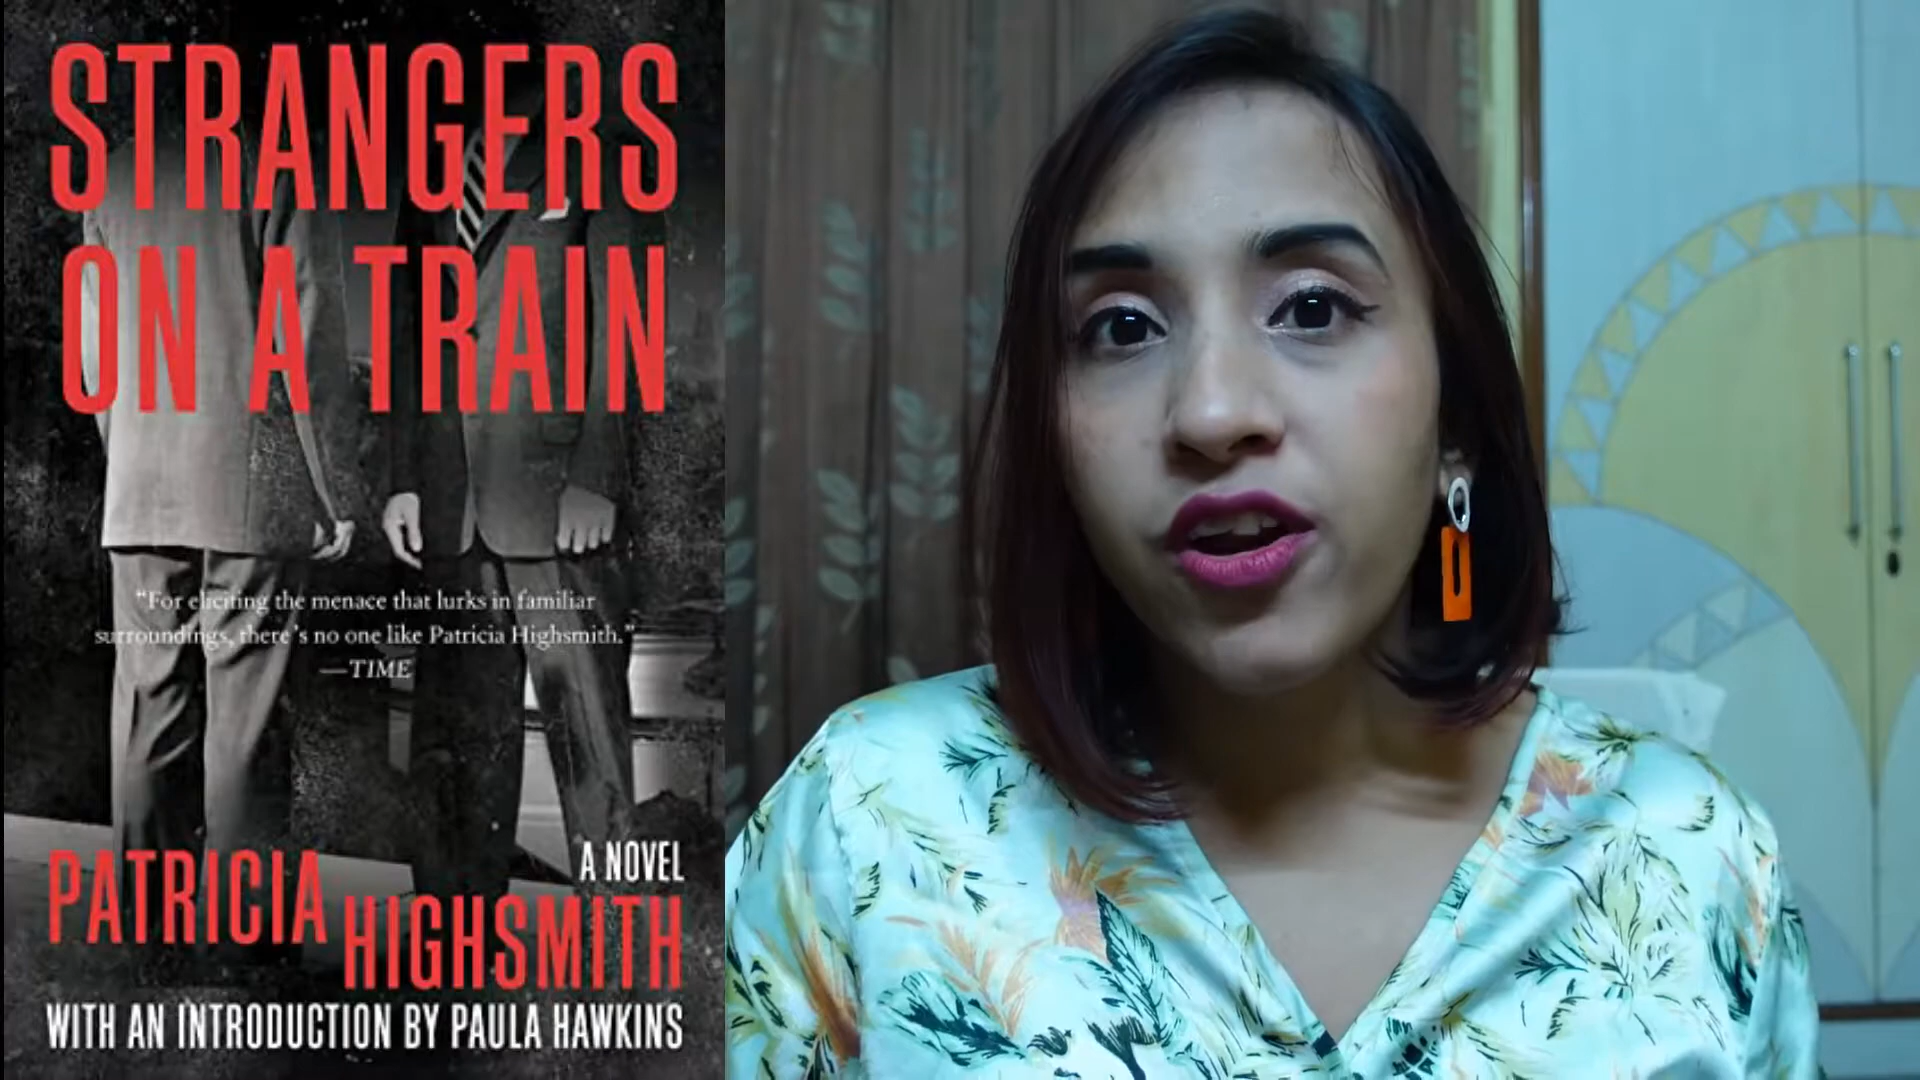 STRANGERS
ON A TRAIN
“For eliciting the menace that lurks in familiar
surroundings, there’s no one like Patricia Highsmith.”
—TIME
A NOVEL
PATRICIA
HIGHSMITH
WITH AN INTRODUCTION BY PAULA HAWKINS